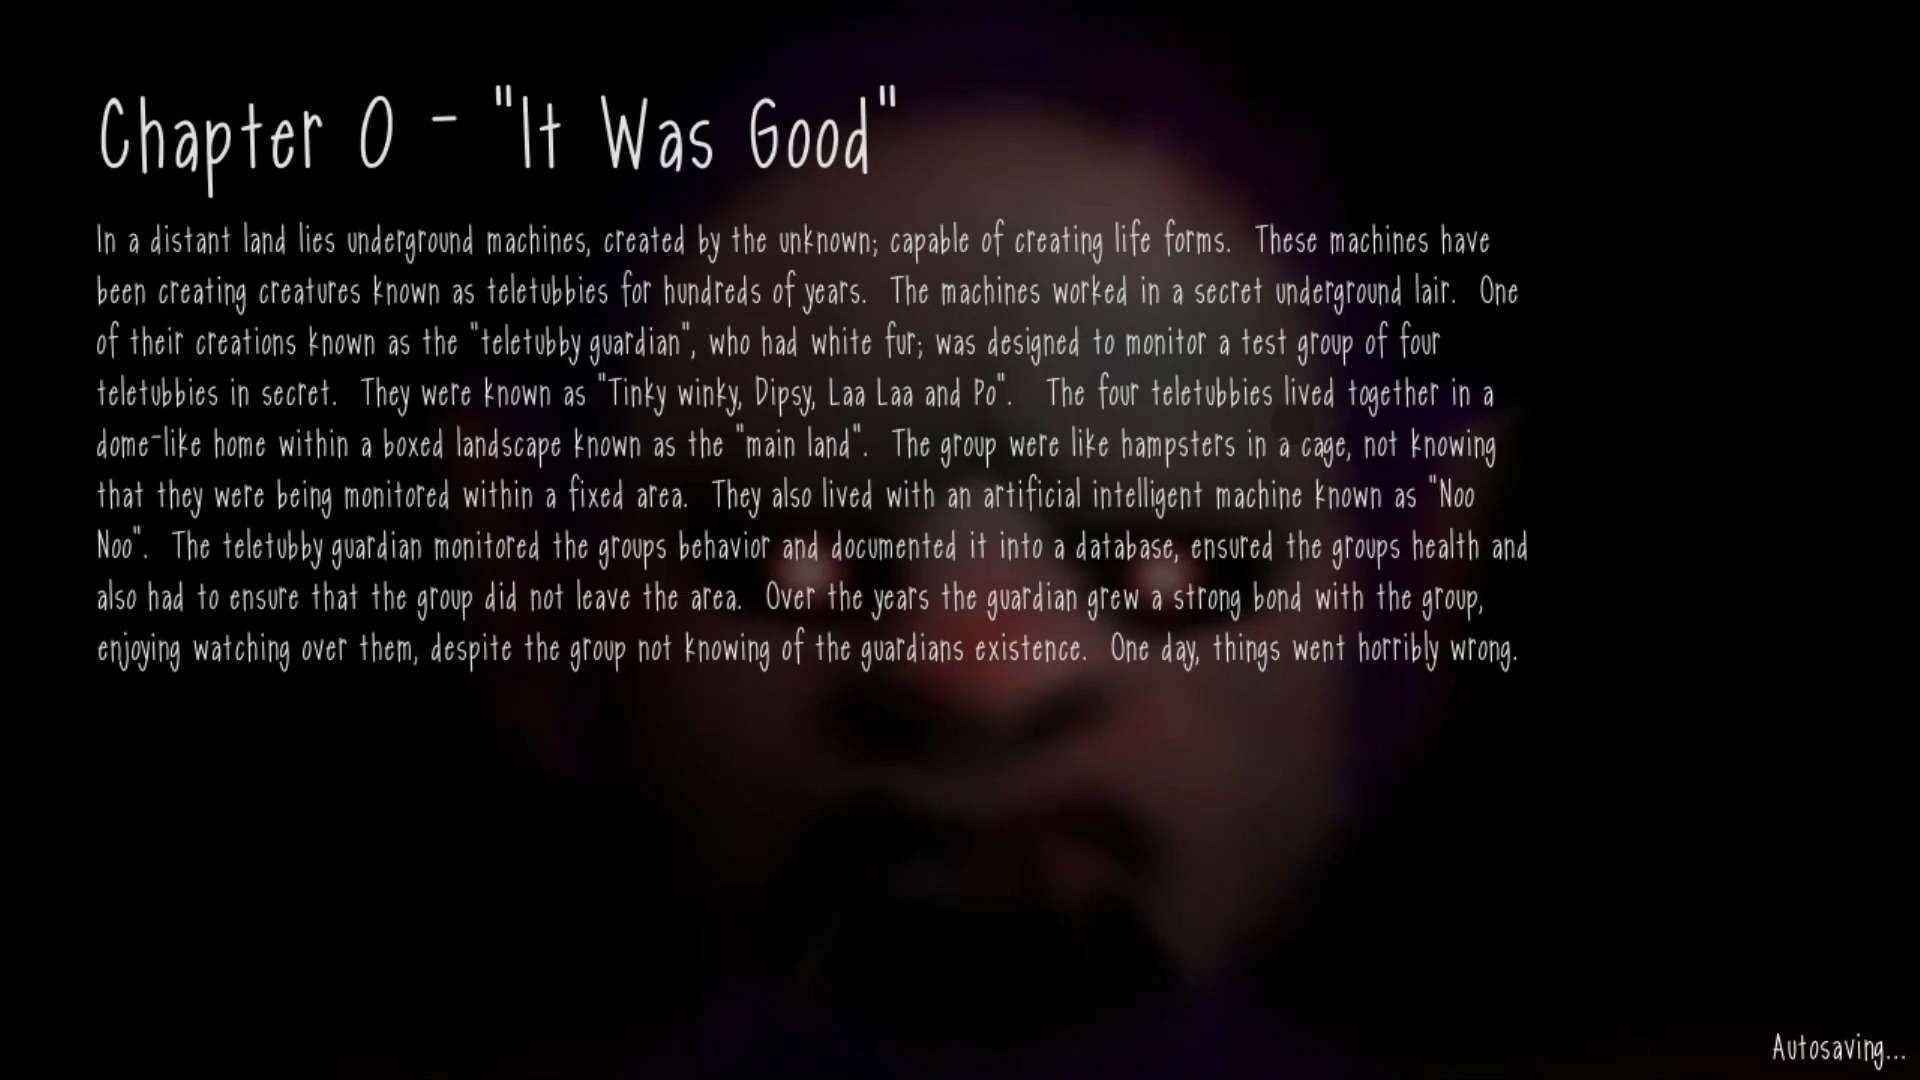 Chapter 0 - "It Was Good"
In a distant land lies underground machines, created by the unknown; capable of creating life forms.  These machines have
been creating creatures known as teletubbies for hundreds of years.  The machines worked in a secret underground lair.  One
of their creations known as the "teletubby guardian", who had white fur; was designed to monitor a test group of four
teletubbies in secret.  They were known as "Tinky winky, Dipsy, Laa Laa and Po".   The four teletubbies lived together in a
dome-like home within a boxed landscape known as the "main land".  The group were like hampsters in a cage, not knowing
that they were being monitored within a fixed area.  They also lived with an artificial intelligent machine known as "Noo
Noo".  The teletubby guardian monitored the groups behavior and documented it into a database, ensured the groups health and
also had to ensure that the group did not leave the area.  Over the years the guardian grew a strong bond with the group,
enjoying watching over them, despite the group not knowing of the guardians existence.  One day, things went horribly wrong.
Autosaving...